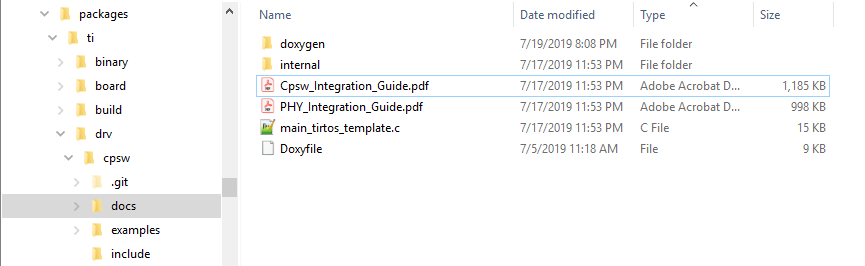 packages
ti
binary
board
build
drv
cpsw
.git
docs
examples
include
Name Date modified Type Size
doxygen 7/19/2019 8:08 PM File folder
internal 7/17/2019 11:53 PM File folder
Cpsw_Integration_Guide.pdf 7/17/2019 11:53 PM Adobe Acrobat D... 1,185 KB
PHY_Integration_Guide.pdf 7/17/2019 11:53 PM Adobe Acrobat D... 998 KB
main_tirtos_template.c 7/17/2019 11:53 PM C File 15 KB
Doxyfile 7/5/2019 11:18 AM File 9 KB